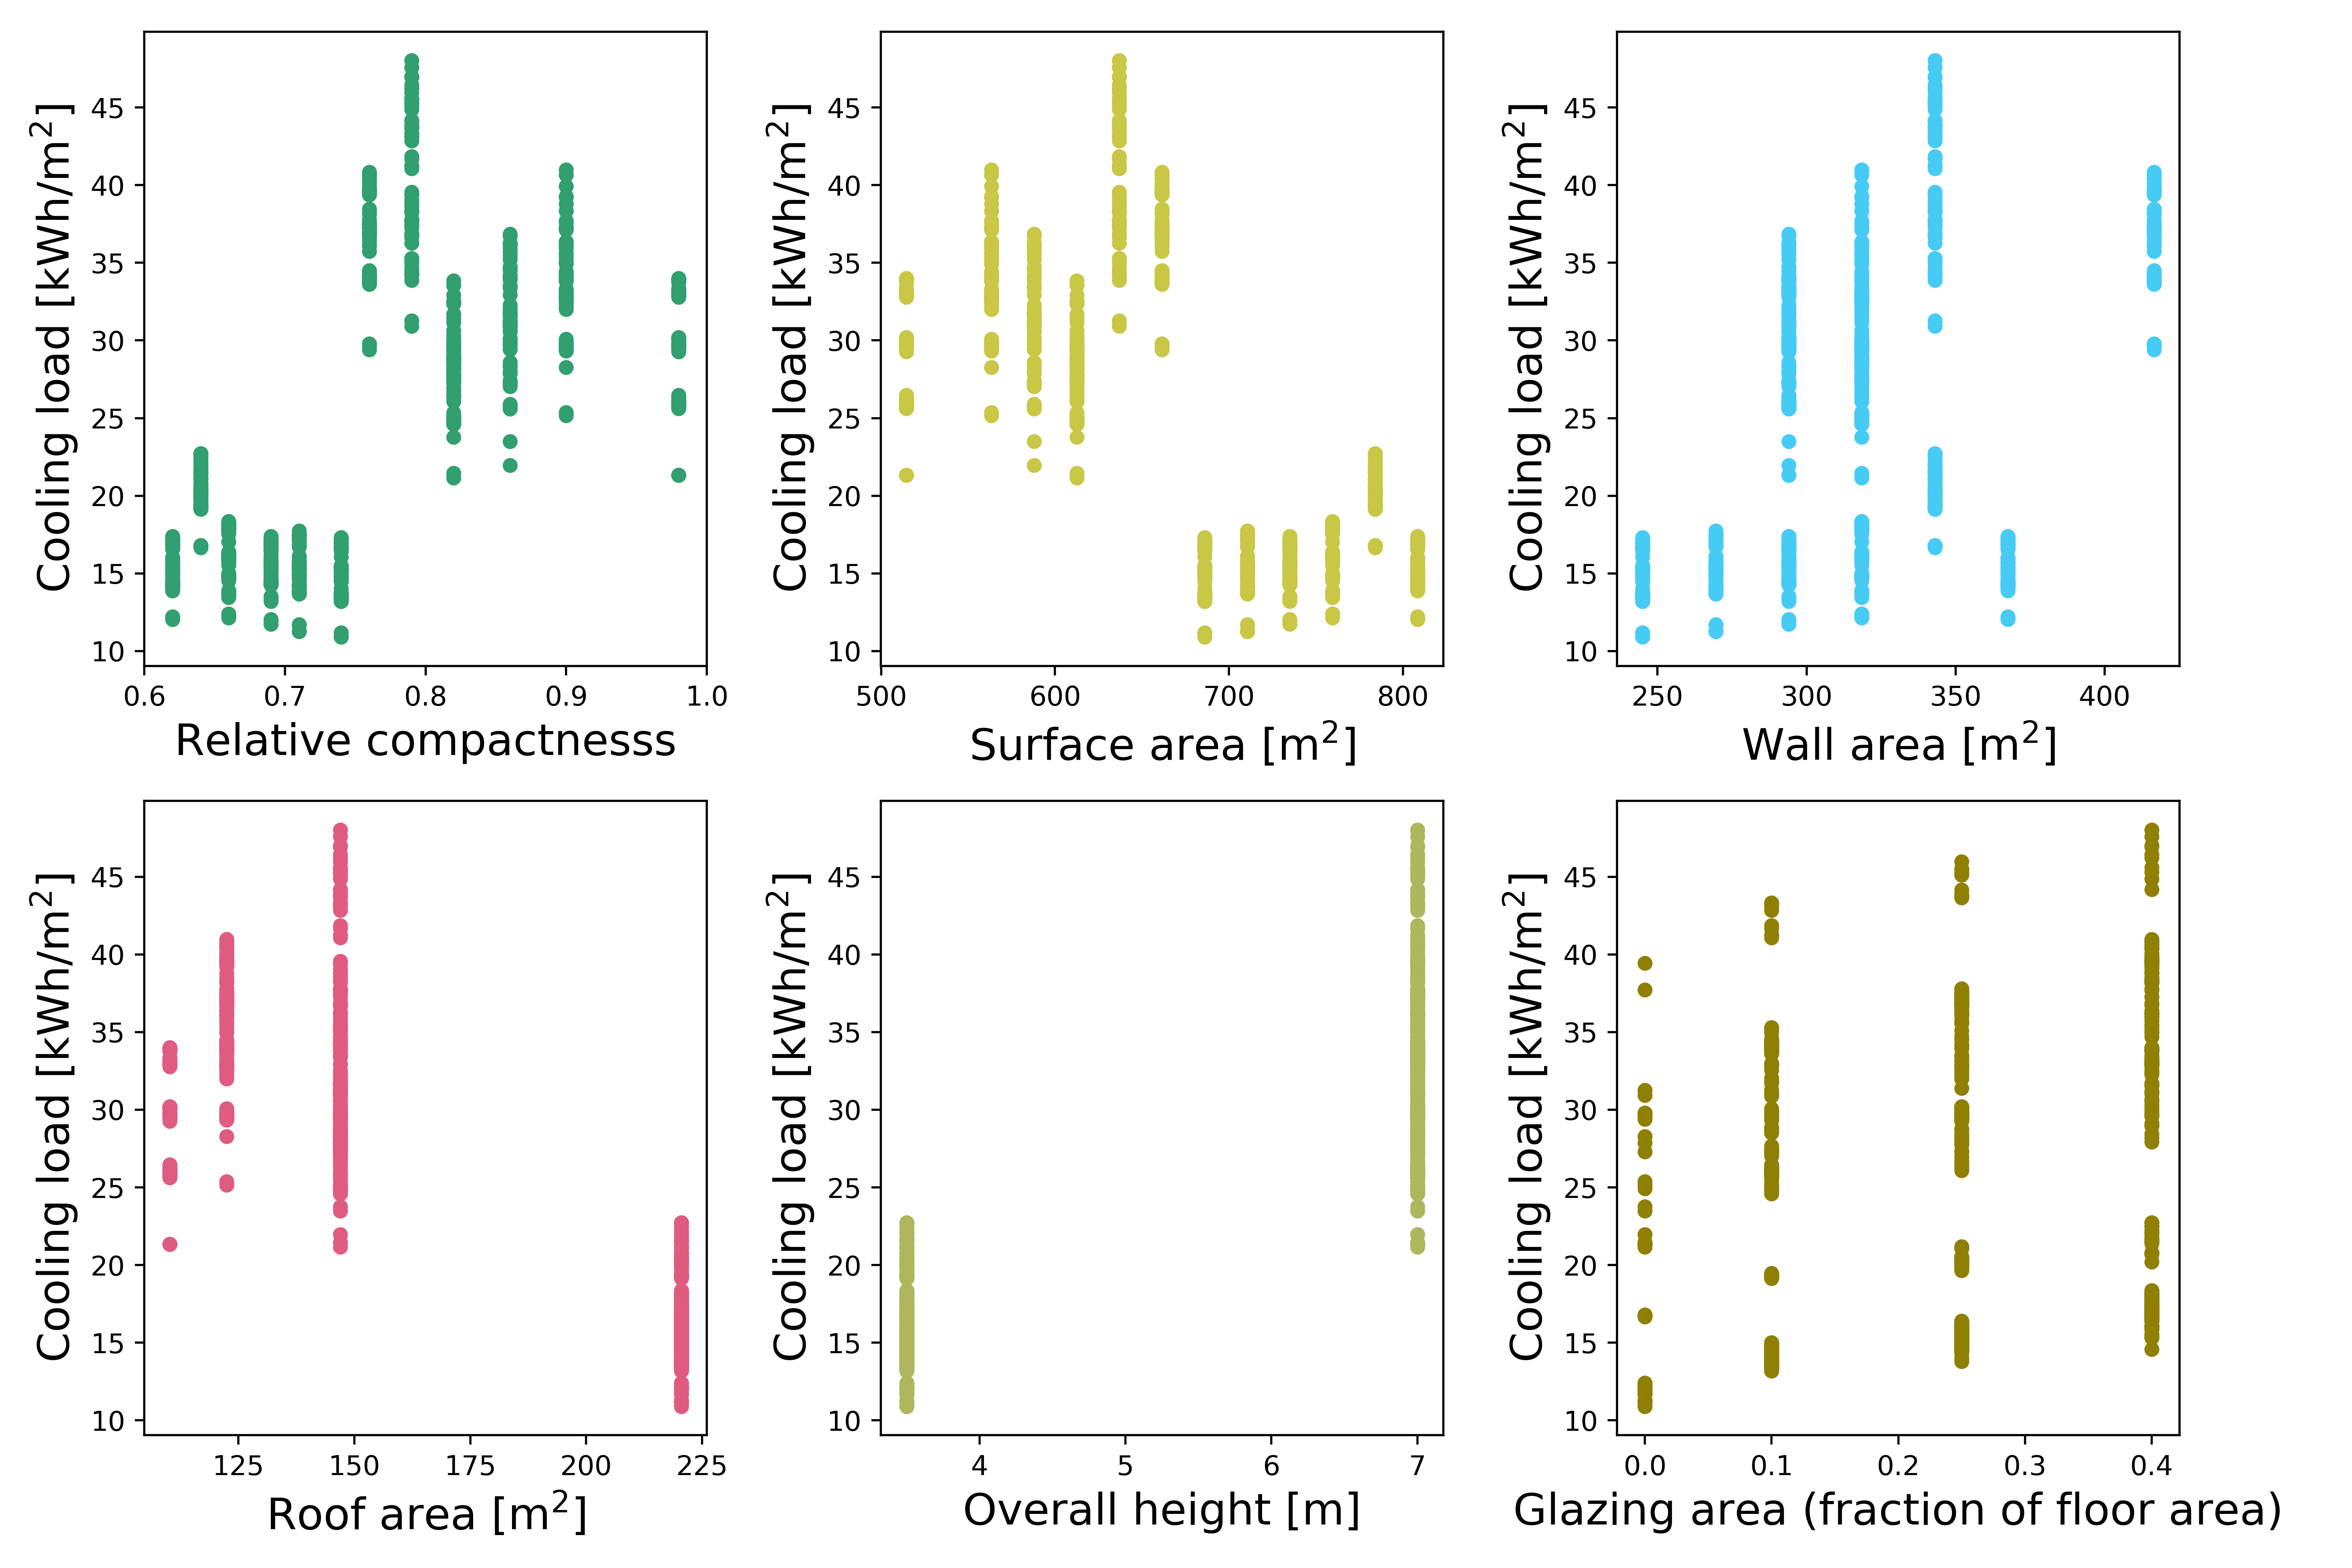 Cooling load [kWh/m²]
45
40
35
30
25
20
15
10
0.6 0.7 0.8 0.9 1.0
Relative compactnesss
Cooling load [kWh/m²]
45
40
35
30
25
20
15
10
500 600 700 800
Surface area [m²]
Cooling load [kWh/m²]
45
40
35
30
25
20
15
10
250 300 350 400
Wall area [m²]
Cooling load [kWh/m²]
45
40
35
30
25
20
15
10
125 150 175 200 225
Roof area [m²]
Cooling load [kWh/m²]
45
40
35
30
25
20
15
10
4 5 6 7
Overall height [m]
Cooling load [kWh/m²]
45
40
35
30
25
20
15
10
0.0 0.1 0.2 0.3 0.4
Glazing area (fraction of floor area)